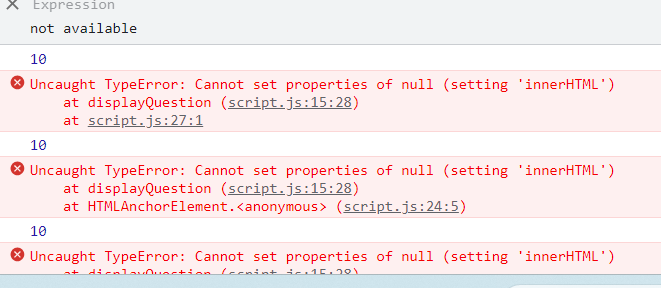 Expression
not available
10
Uncaught TypeError: Cannot set properties of null (setting 'innerHTML')
at displayQuestion (script.js:15:28)
at script.js:27:1
10
Uncaught TypeError: Cannot set properties of null (setting 'innerHTML')
at displayQuestion (script.js:15:28)
at HTMLAnchorElement.<anonymous> (script.js:24:5)
10
Uncaught TypeError: Cannot set properties of null (setting 'innerHTML')
at displayQuestion (script.js:15:28)